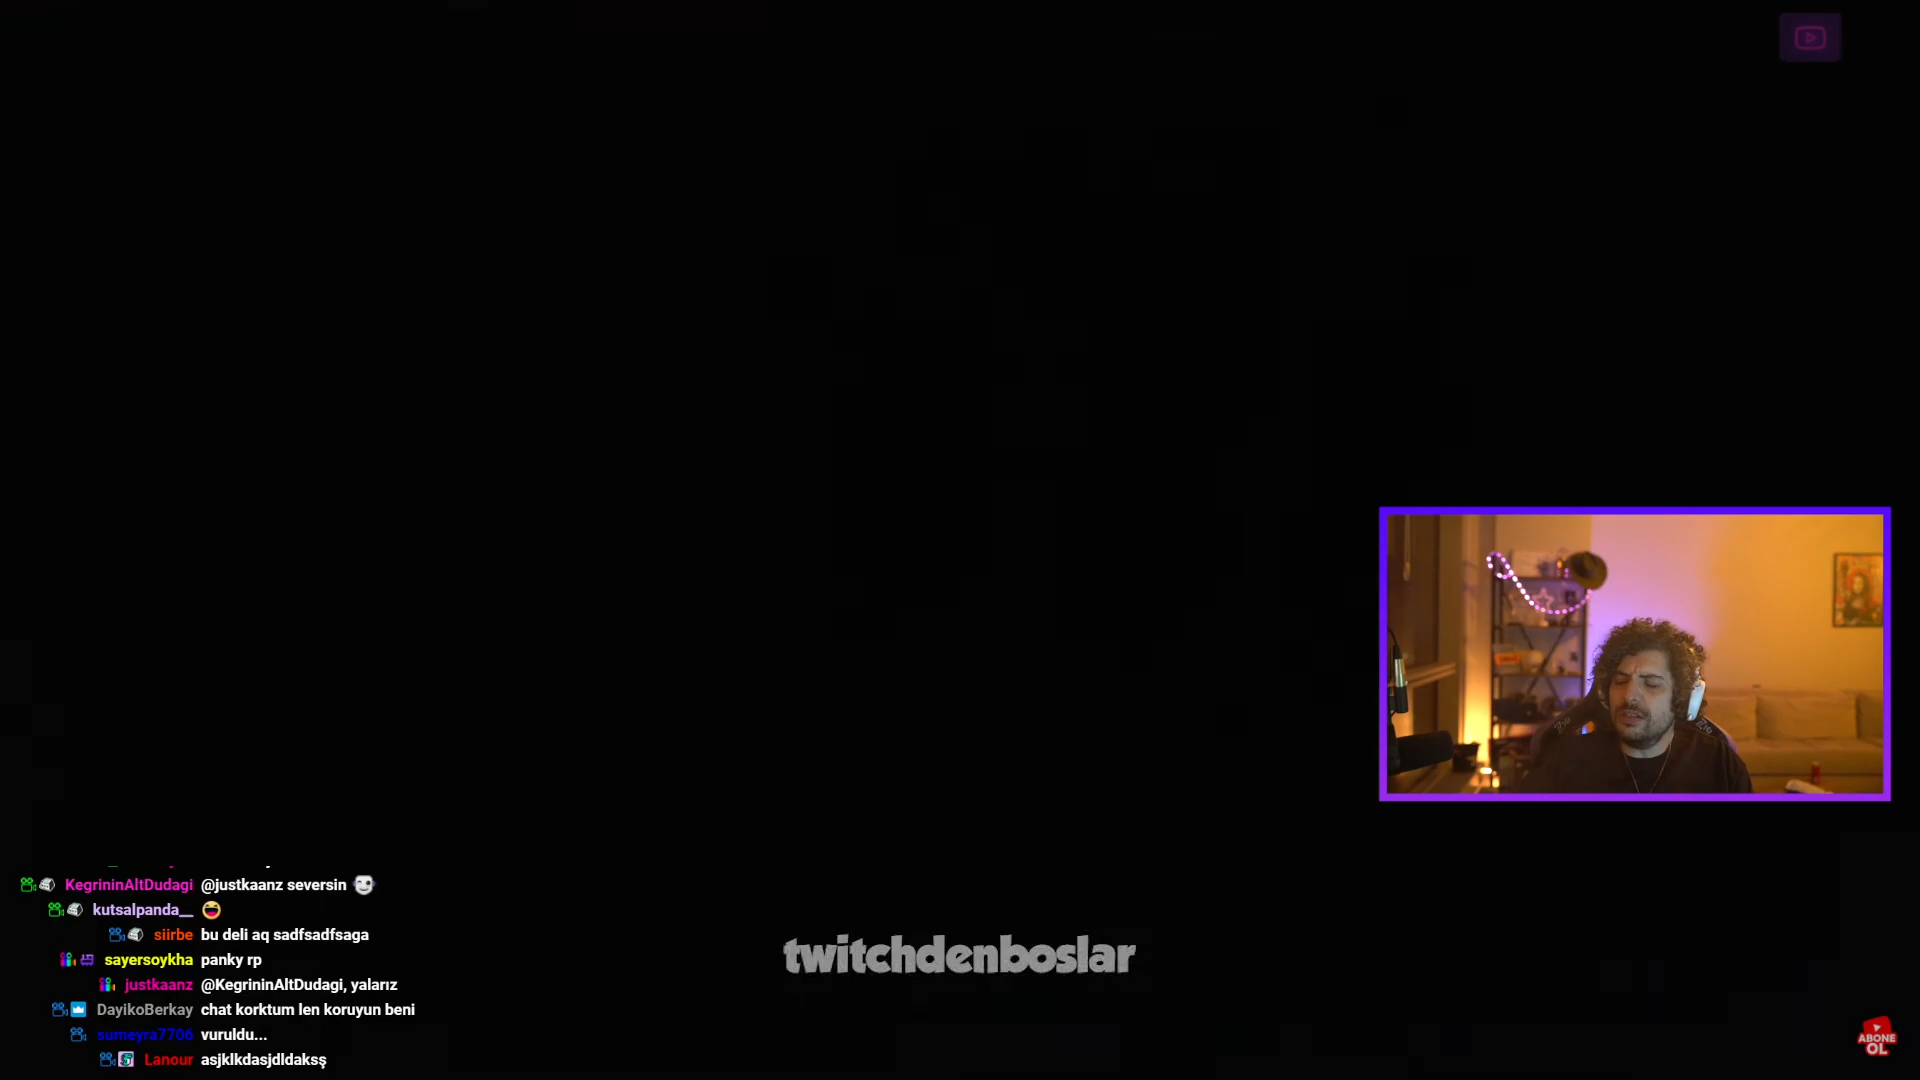 KegrininAltDudagi @justkaanz seversin
kutsalpanda__
siirbe bu deli aq sadfsadfsaga
sayersoykha panky rp
justkaanz @KegrininAltDudagi, yalarız
DayikoBerkay chat korktum len koruyun beni
sumeyra7706 vuruldu...
Lanour asjklkdasjdldaksş
twitchdenboslar
ABONE
OL